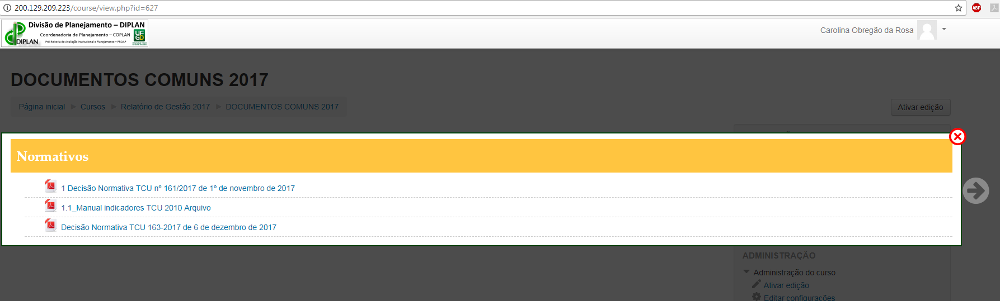 200.129.209.223/course/view.php?id=627
ABP
Divisão de Planejamento – DIPLAN
Coordenadoria de Planejamento – COPLAN
Pró-Reitoria de Avaliação Institucional e Planejamento – PROAP
DIPLAN
UF
GD
Carolina Obregão da Rosa
DOCUMENTOS COMUNS 2017
Página inicial ► Cursos ► Relatório de Gestão 2017 ► DOCUMENTOS COMUNS 2017
Ativar edição
Normativos
1 Decisão Normativa TCU nº 161/2017 de 1º de novembro de 2017
1.1_Manual indicadores TCU 2010 Arquivo
Decisão Normativa TCU 163-2017 de 6 de dezembro de 2017
ADMINISTRAÇÃO
Administração do curso
Ativar edição
Editar configurações